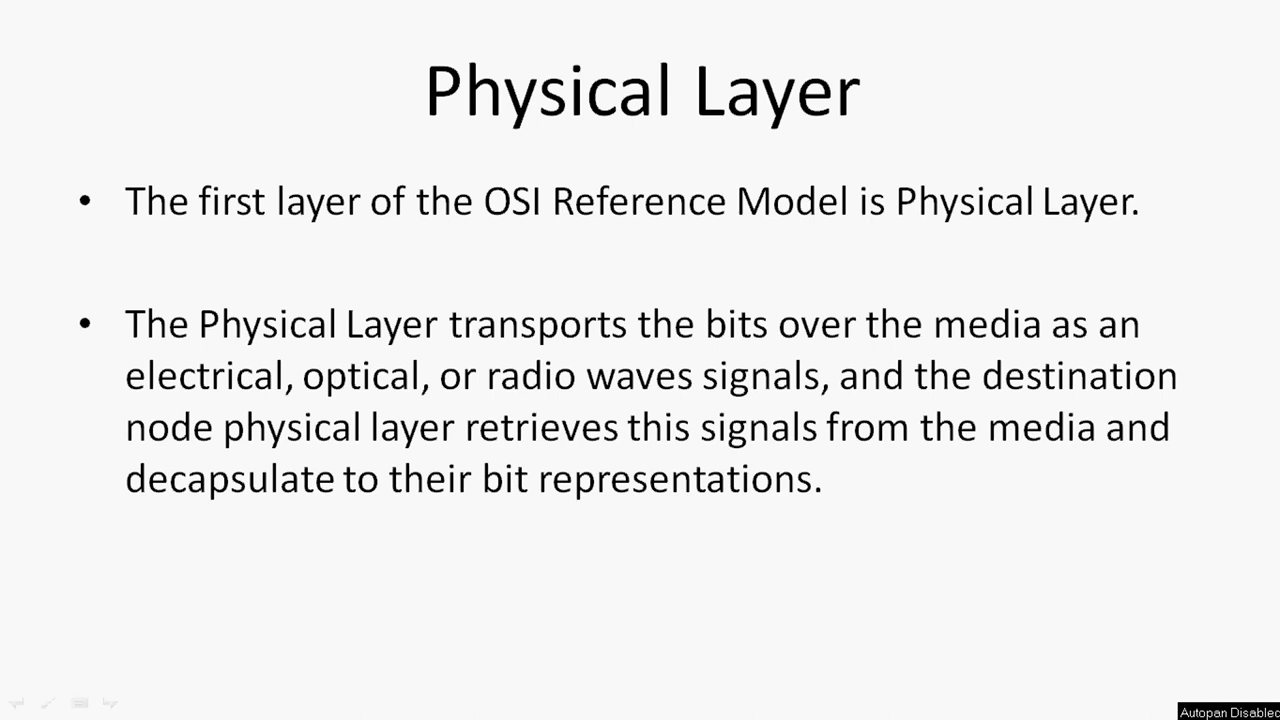 Physical Layer
• The first layer of the OSI Reference Model is Physical Layer.
• The Physical Layer transports the bits over the media as an
electrical, optical, or radio waves signals, and the destination
node physical layer retrieves this signals from the media and
decapsulate to their bit representations.
Autopan Disabled